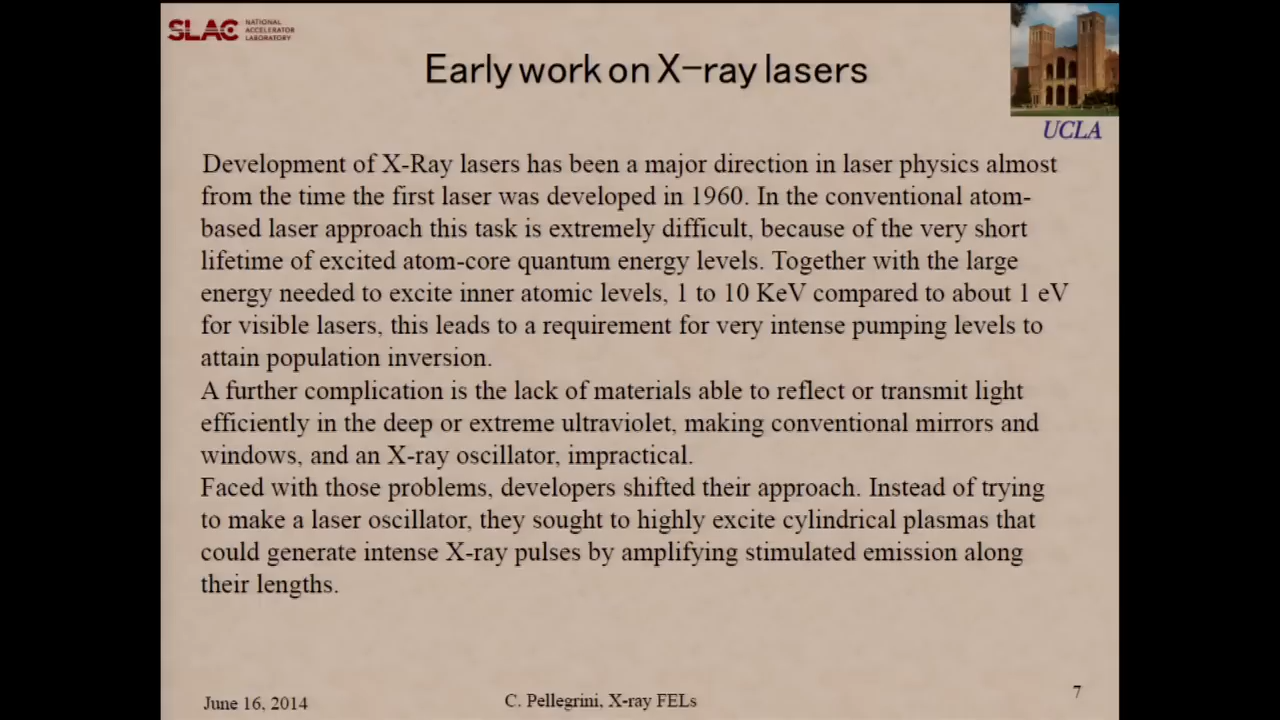 SLAC NATIONAL
ACCELERATOR
LABORATORY
Early work on X-ray lasers
UCLA
Development of X-Ray lasers has been a major direction in laser physics almost
from the time the first laser was developed in 1960. In the conventional atom-
based laser approach this task is extremely difficult, because of the very short
lifetime of excited atom-core quantum energy levels. Together with the large
energy needed to excite inner atomic levels, 1 to 10 KeV compared to about 1 eV
for visible lasers, this leads to a requirement for very intense pumping levels to
attain population inversion.
A further complication is the lack of materials able to reflect or transmit light
efficiently in the deep or extreme ultraviolet, making conventional mirrors and
windows, and an X-ray oscillator, impractical.
Faced with those problems, developers shifted their approach. Instead of trying
to make a laser oscillator, they sought to highly excite cylindrical plasmas that
could generate intense X-ray pulses by amplifying stimulated emission along
their lengths.
June 16, 2014
C. Pellegrini, X-ray FELs
7